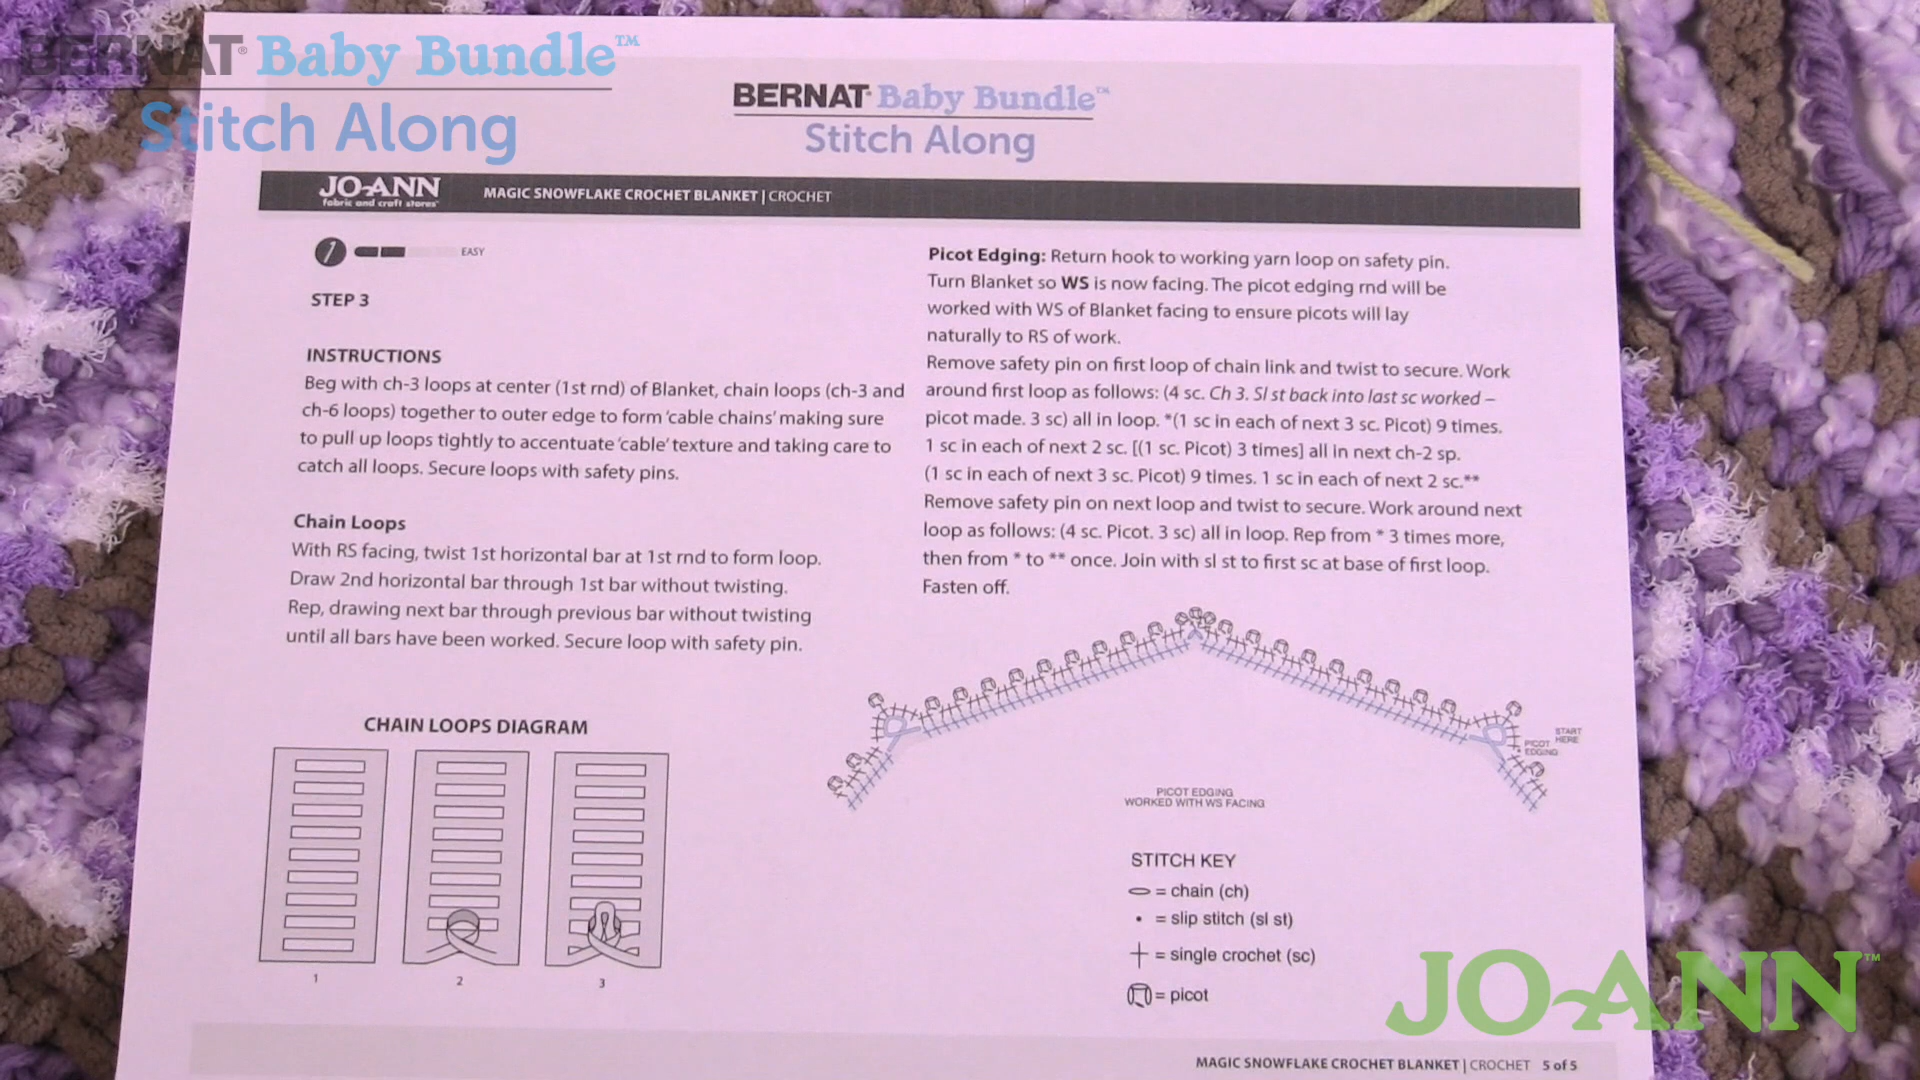 BERNAT® Baby Bundle™
Stitch Along
BERNAT® Baby Bundle™
Stitch Along
JO-ANN
fabric and craft stores®
MAGIC SNOWFLAKE CROCHET BLANKET | CROCHET
EASY
STEP 3
INSTRUCTIONS
Beg with ch-3 loops at center (1st rnd) of Blanket, chain loops (ch-3 and
ch-6 loops) together to outer edge to form 'cable chains' making sure
to pull up loops tightly to accentuate 'cable' texture and taking care to
catch all loops. Secure loops with safety pins.
Chain Loops
With RS facing, twist 1st horizontal bar at 1st rnd to form loop.
Draw 2nd horizontal bar through 1st bar without twisting.
Rep, drawing next bar through previous bar without twisting
until all bars have been worked. Secure loop with safety pin.
CHAIN LOOPS DIAGRAM
1
2
3
Picot Edging: Return hook to working yarn loop on safety pin.
Turn Blanket so WS is now facing. The picot edging rnd will be
worked with WS of Blanket facing to ensure picots will lay
naturally to RS of work.
Remove safety pin on first loop of chain link and twist to secure. Work
around first loop as follows: (4 sc. Ch 3. Sl st back into last sc worked –
picot made. 3 sc) all in loop. *(1 sc in each of next 3 sc. Picot) 9 times.
1 sc in each of next 2 sc. [(1 sc. Picot) 3 times] all in next ch-2 sp.
(1 sc in each of next 3 sc. Picot) 9 times. 1 sc in each of next 2 sc.**
Remove safety pin on next loop and twist to secure. Work around next
loop as follows: (4 sc. Picot. 3 sc) all in loop. Rep from * 3 times more,
then from * to ** once. Join with sl st to first sc at base of first loop.
Fasten off.
START
HERE
PICOT
EDGING
PICOT EDGING
WORKED WITH WS FACING
STITCH KEY
= chain (ch)
= slip stitch (sl st)
= single crochet (sc)
= picot
JO-ANN™
MAGIC SNOWFLAKE CROCHET BLANKET | CROCHET 5 of 5